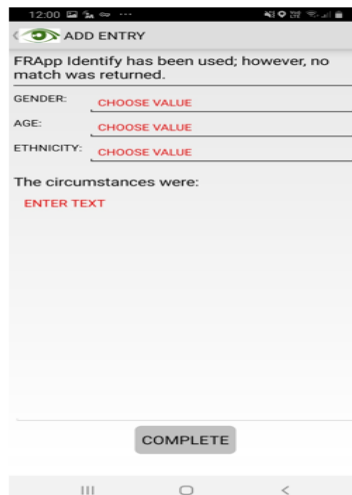 12:00
ADD ENTRY
FRApp Identify has been used; however, no
match was returned.
GENDER: CHOOSE VALUE
AGE: CHOOSE VALUE
ETHNICITY: CHOOSE VALUE
The circumstances were:
ENTER TEXT
COMPLETE